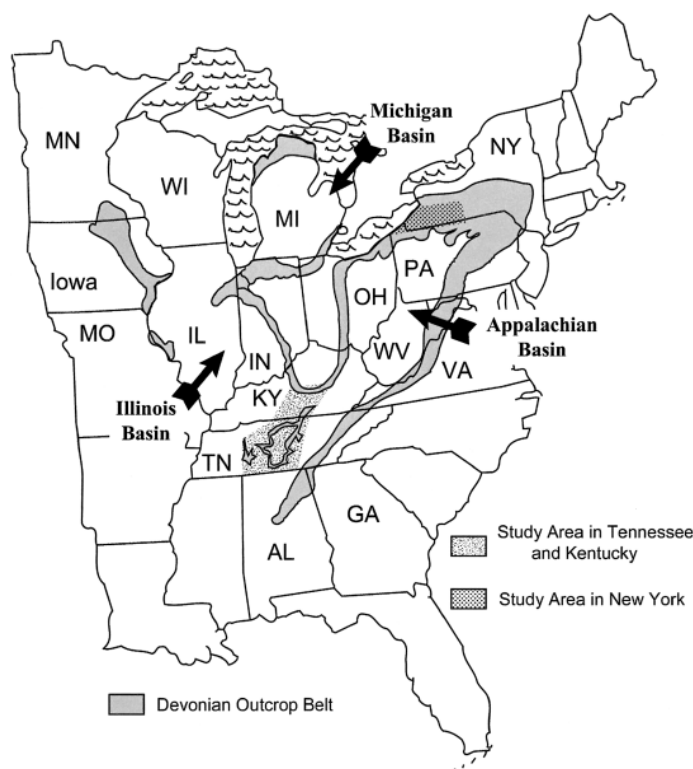 Michigan
Basin
MN
NY
WI
MI
Iowa
PA
OH
MO
IL
IN
WV
Appalachian
Basin
VA
KY
Illinois
Basin
TN
GA
AL
Study Area in Tennessee
and Kentucky
Study Area in New York
Devonian Outcrop Belt